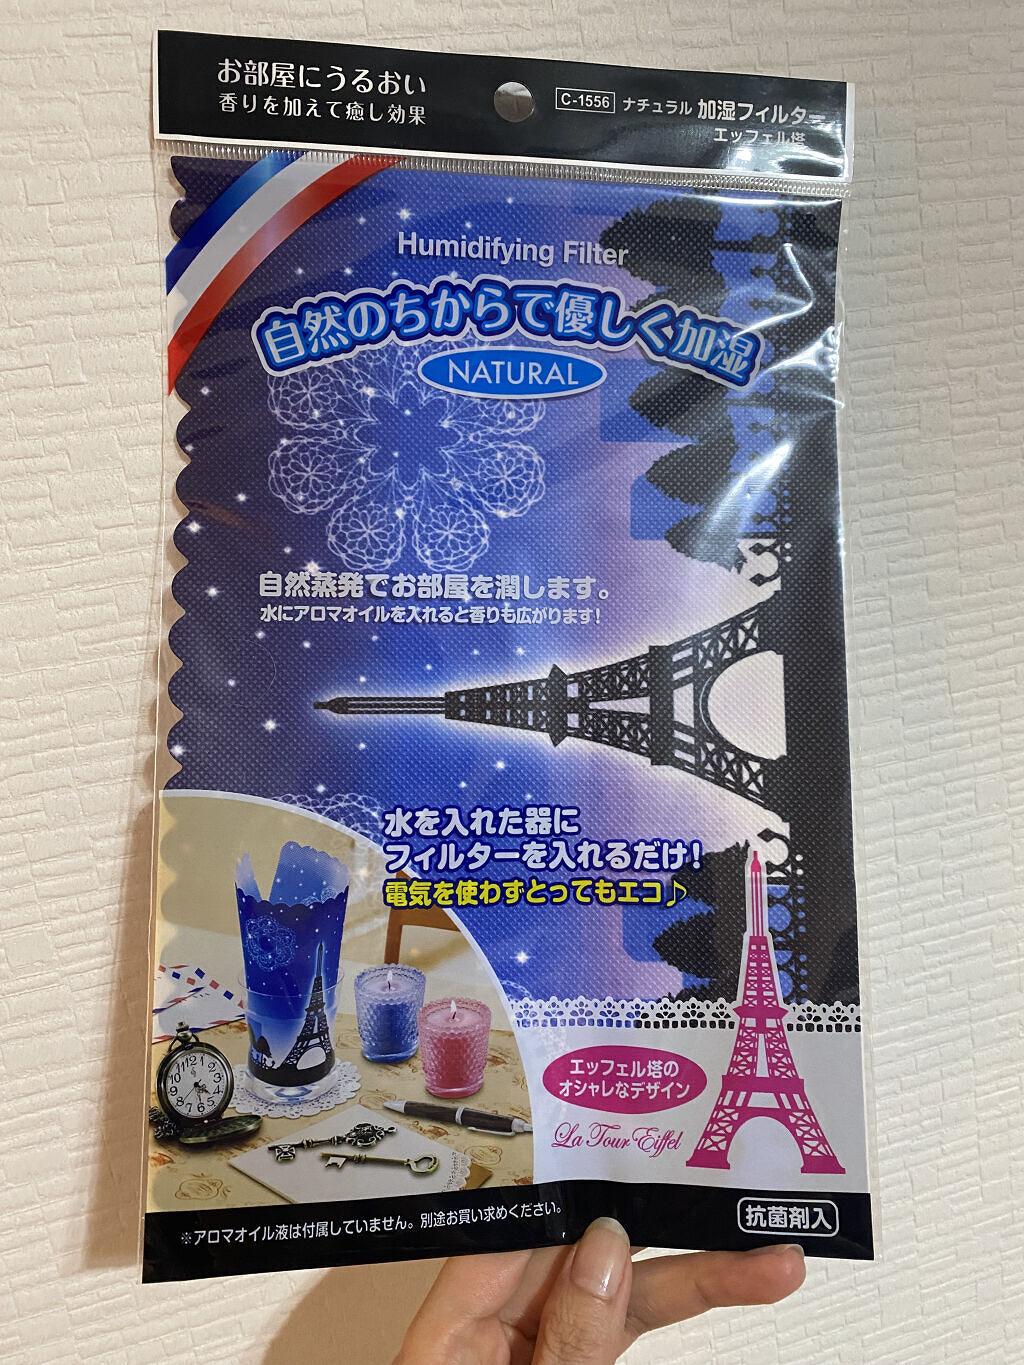 お部屋にうるおい
香りを加えて癒し効果
C-1556 ナチュラル 加湿フィルター
エッフェル塔
Humidifying Filter
自然のちからで優しく加湿
NATURAL
自然蒸発でお部屋を潤します。
水にアロマオイルを入れると香りも広がります!
水を入れた器に
フィルターを入れるだけ!
電気を使わずとってもエコ♪
エッフェル塔の
オシャレなデザイン
La Tour Eiffel
※アロマオイル液は付属していません。別途お買い求めください。
抗菌剤入